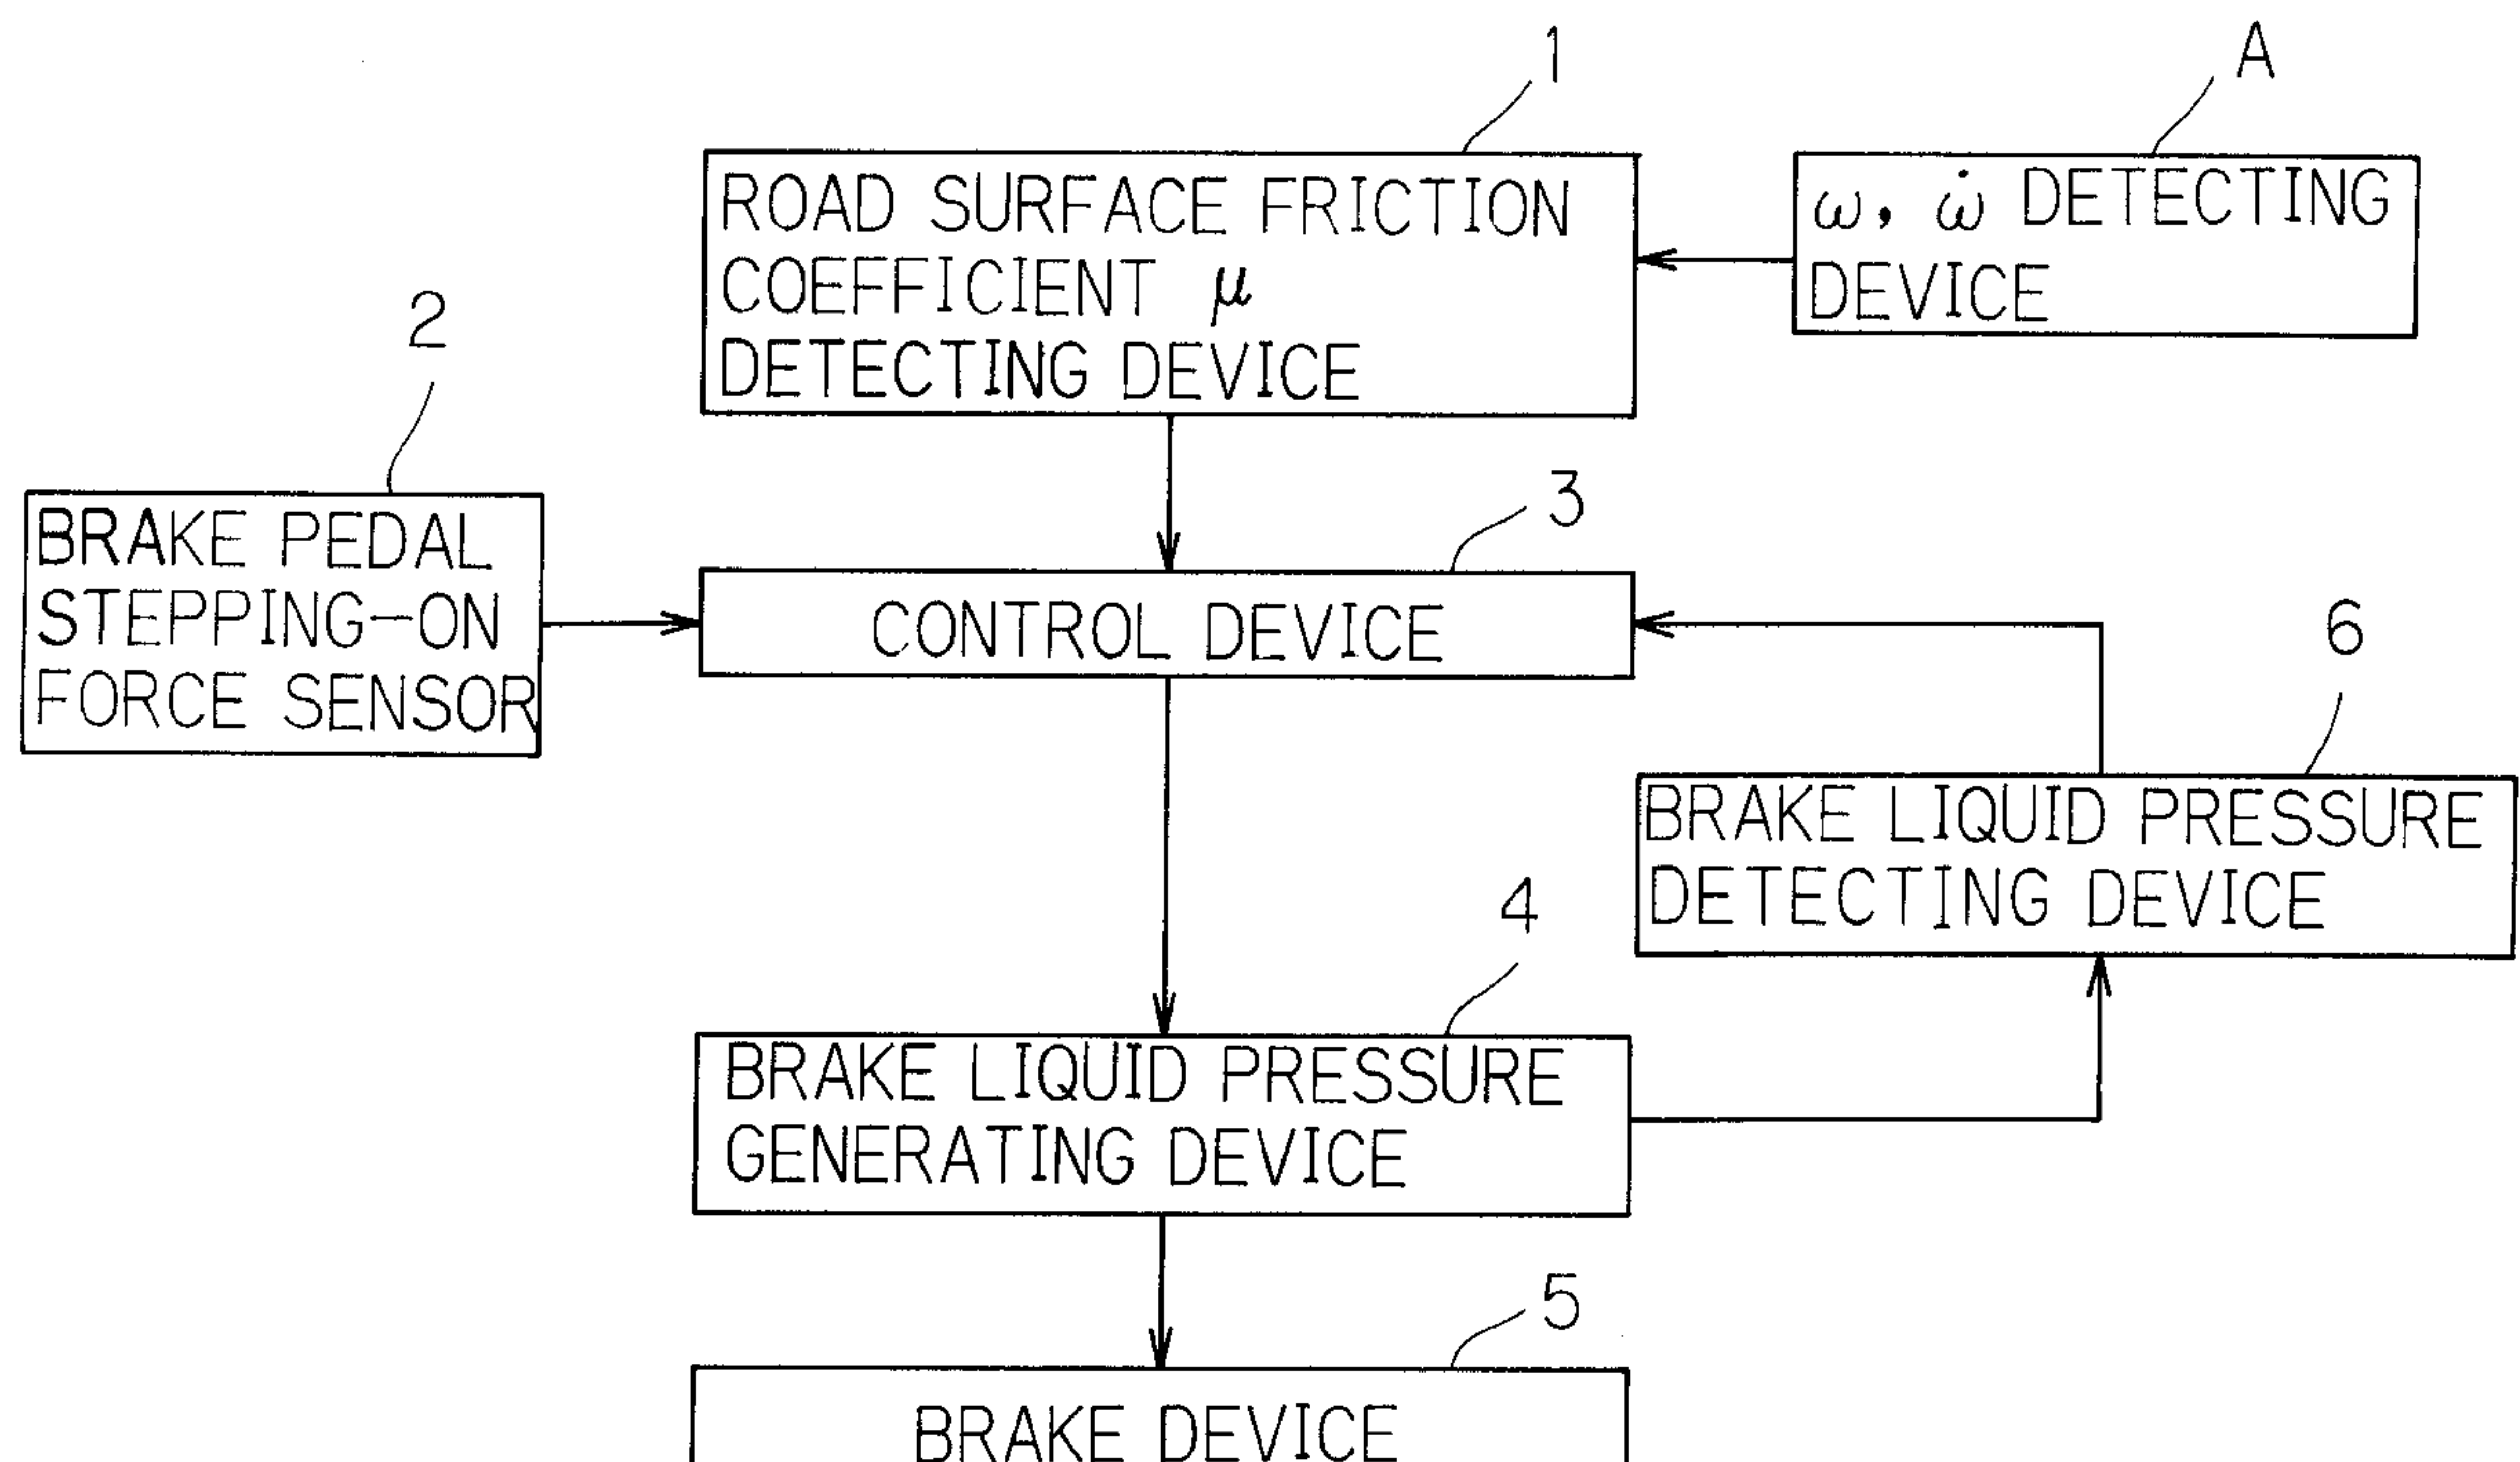 1
A
ROAD SURFACE FRICTION
COEFFICIENT μ
DETECTING DEVICE
ω, ω̇ DETECTING
DEVICE
2
BRAKE PEDAL
STEPPING-ON
FORCE SENSOR
3
CONTROL DEVICE
6
BRAKE LIQUID PRESSURE
DETECTING DEVICE
4
BRAKE LIQUID PRESSURE
GENERATING DEVICE
5
BRAKE DEVICE